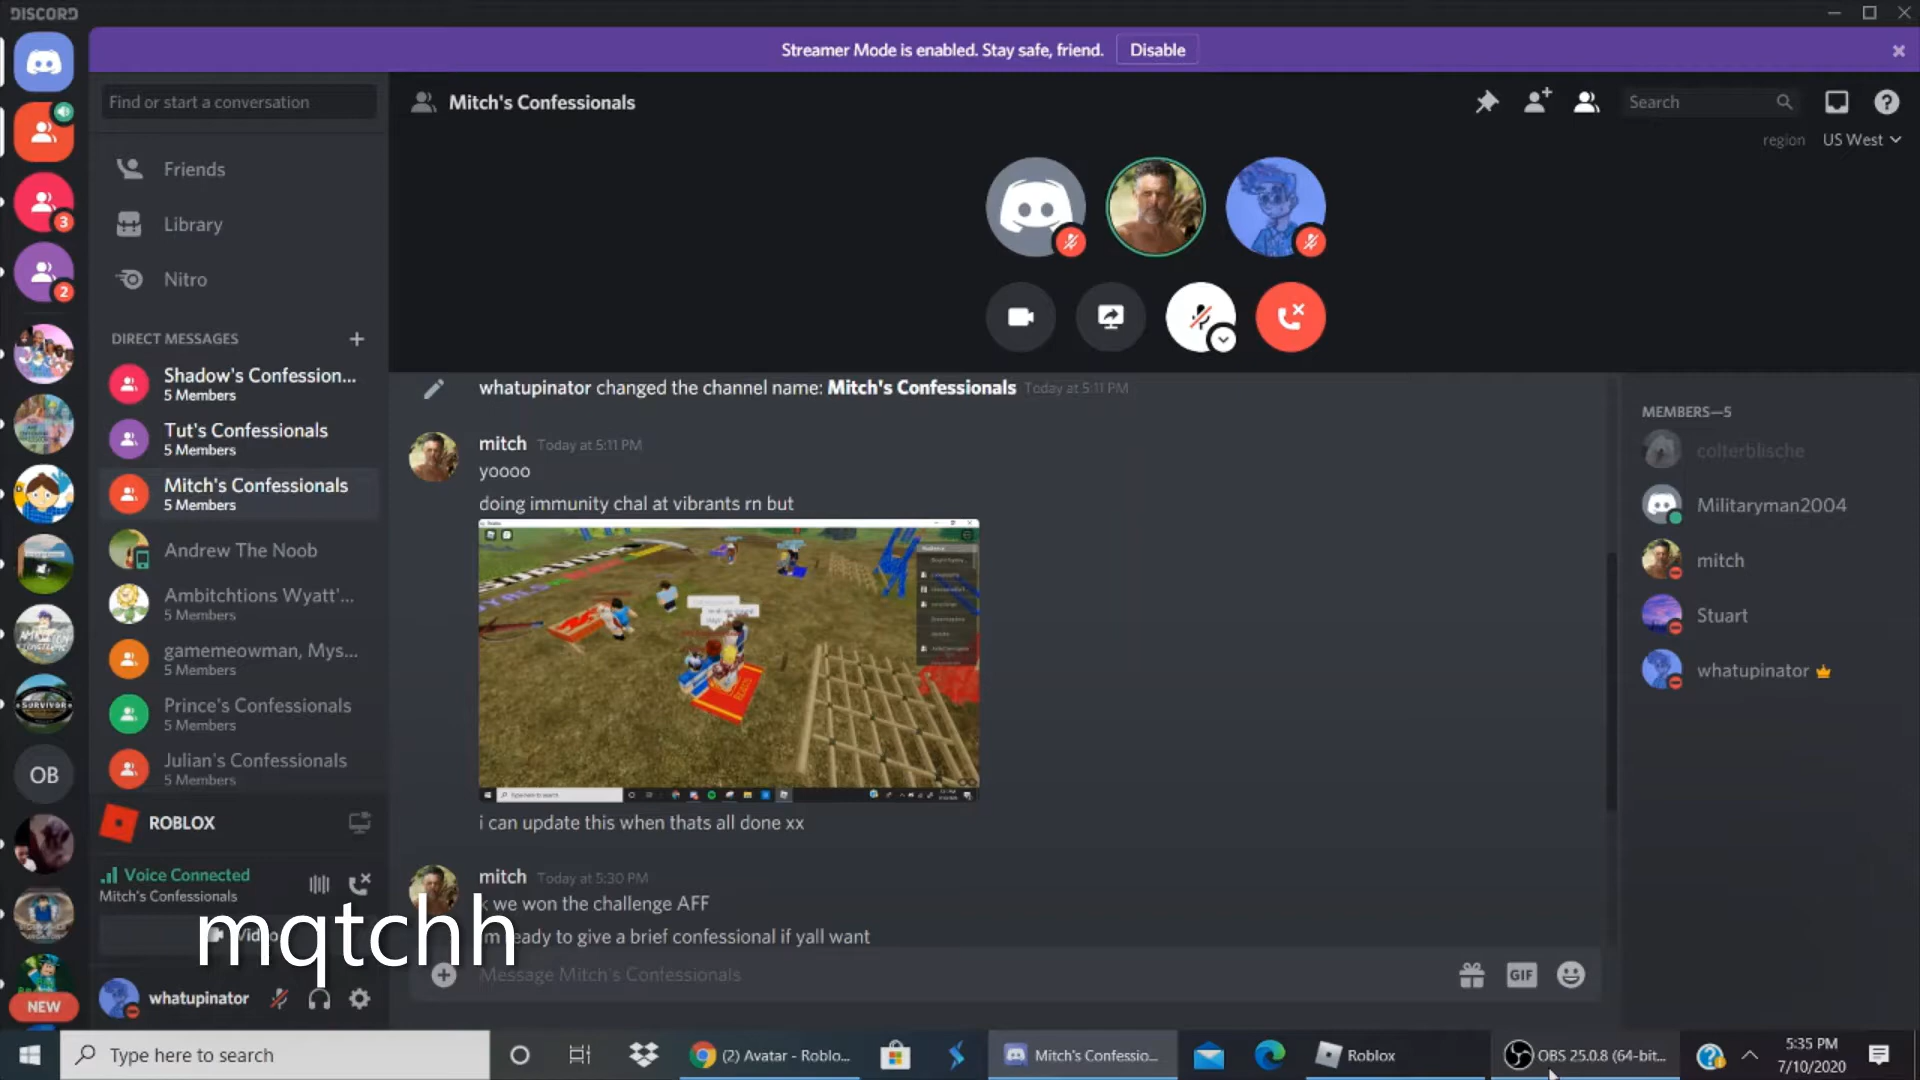 DISCORD
Streamer Mode is enabled. Stay safe, friend.
Disable
Find or start a conversation
Mitch's Confessionals
Search
region
US West
Friends
Library
Nitro
DIRECT MESSAGES
Shadow's Confession...
5 Members
Tut's Confessionals
5 Members
Mitch's Confessionals
5 Members
Andrew The Noob
Ambitchtions Wyatt'...
5 Members
gamemeowman, Mys...
5 Members
Prince's Confessionals
5 Members
Julian's Confessionals
5 Members
3
2
OB
NEW
ROBLOX
Voice Connected
Mitch's Confessionals
Video
whatupinator
whatupinator changed the channel name: Mitch's Confessionals Today at 5:11 PM
mitch Today at 5:11 PM
yoooo
doing immunity chal at vibrants rn but
SURVIVOR
i can update this when thats all done xx
mitch Today at 5:30 PM
k we won the challenge AFF
ready to give a brief confessional if yall want
Message Mitch's Confessionals
GIF
mqtchh
MEMBERS—5
colterblische
Militaryman2004
mitch
Stuart
whatupinator
Type here to search
(2) Avatar - Roblo...
Mitch's Confessio...
Roblox
OBS 25.0.8 (64-bit...
5:35 PM
7/10/2020